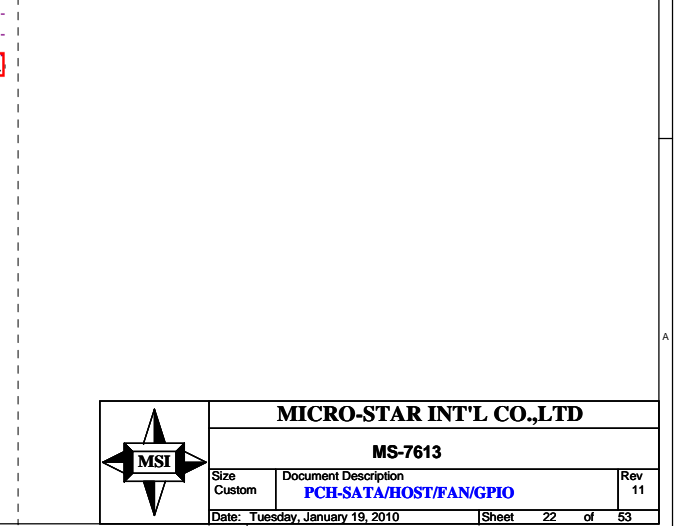 A
MICRO-STAR INT'L CO.,LTD
MS-7613
MSI
Size
Document Description
Rev
Custom
PCH-SATA/HOST/FAN/GPIO
11
Date: Tuesday, January 19, 2010
Sheet 22 of 53